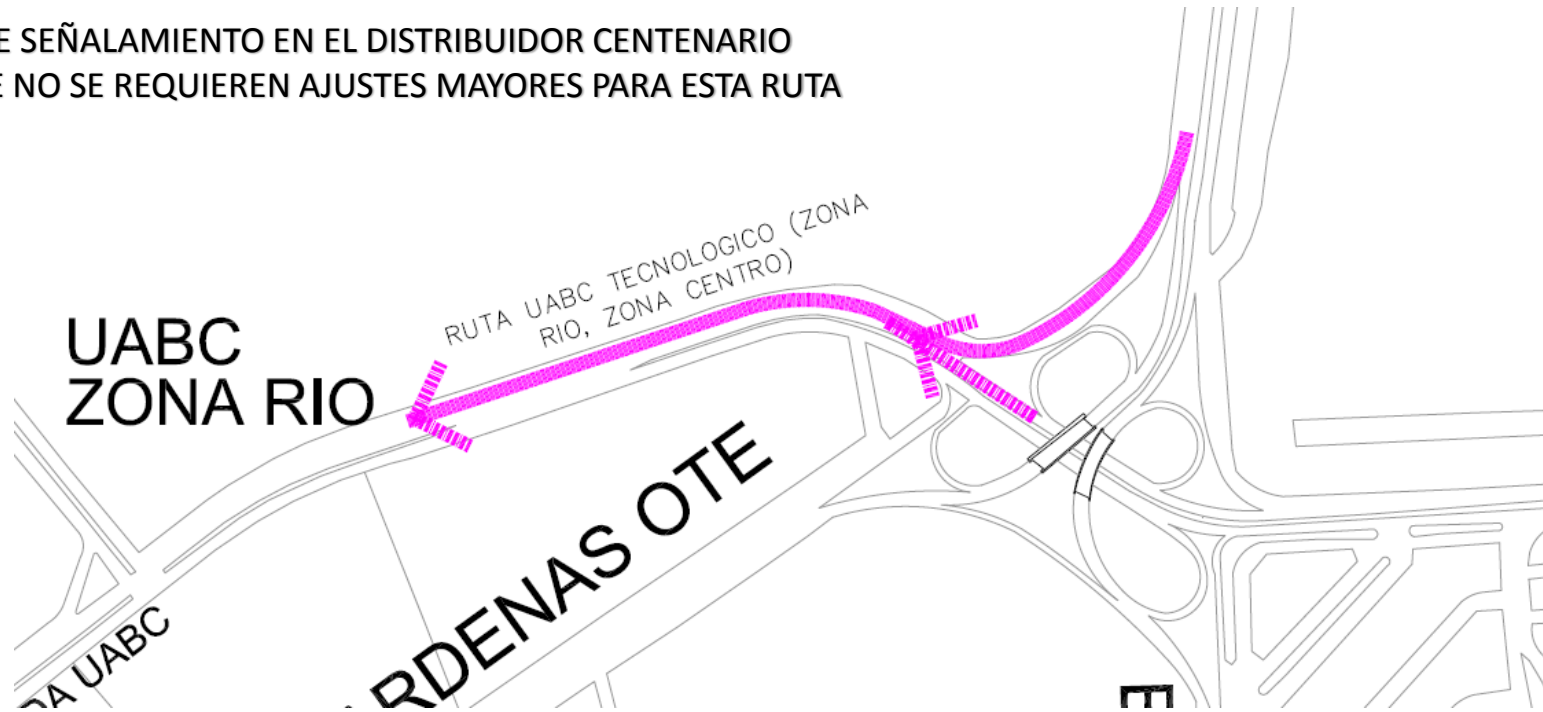 E SEÑALAMIENTO EN EL DISTRIBUIDOR CENTENARIO
E NO SE REQUIEREN AJUSTES MAYORES PARA ESTA RUTA
RUTA UABC TECNOLOGICO (ZONA
RIO, ZONA CENTRO)
UABC
ZONA RIO
ARDENAS OTE
DA UABC